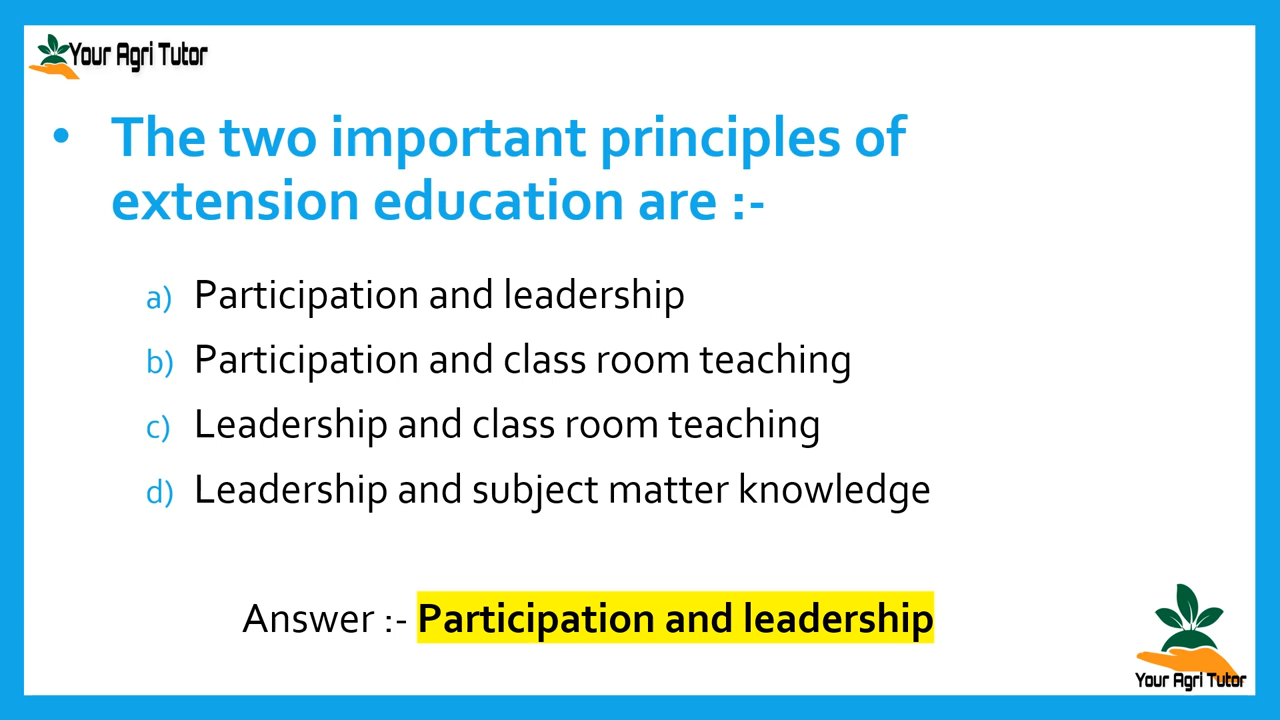 Your Agri Tutor
• The two important principles of
extension education are :-
a) Participation and leadership
b) Participation and class room teaching
c) Leadership and class room teaching
d) Leadership and subject matter knowledge
Answer :- Participation and leadership
Your Agri Tutor